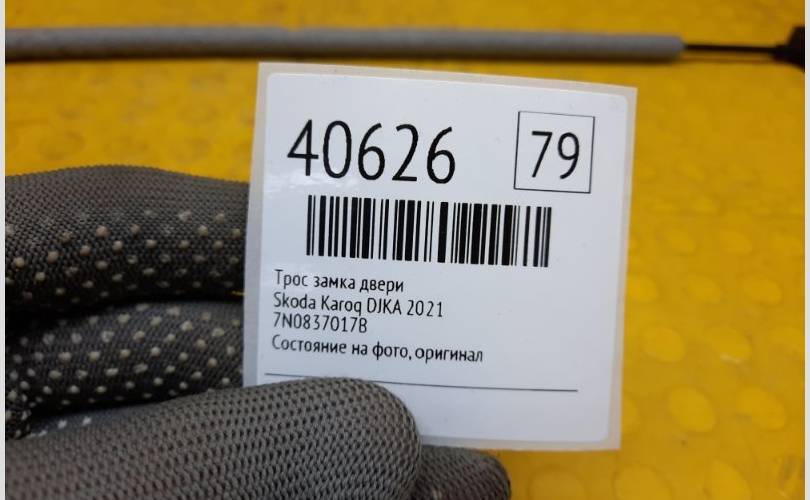 40626 79
Трос замка двери
Skoda Karoq DJKA 2021
7N0837017B
Состояние на фото, оригинал